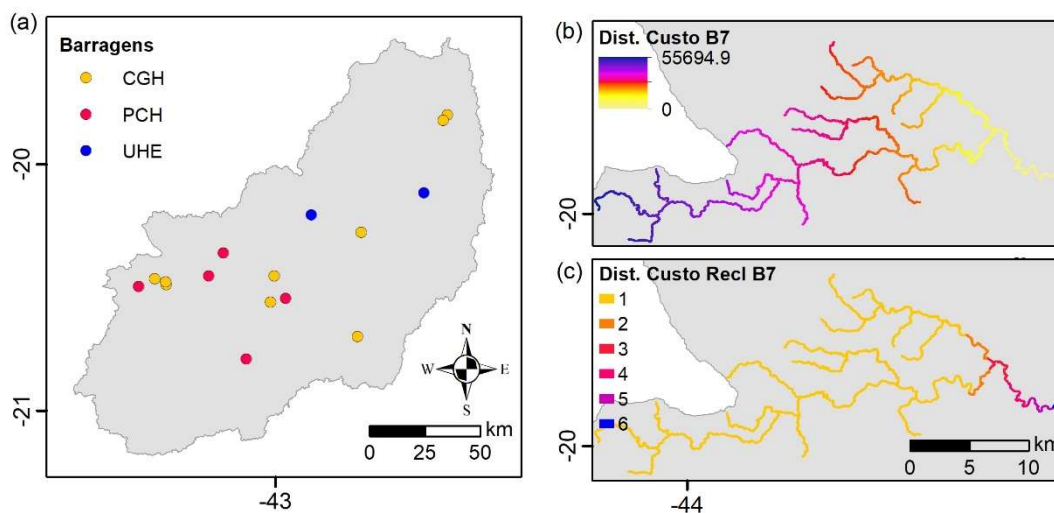 (a)
Barragens
CGH
PCH
UHE
-20
-21
-43
N
W E
S
km
0 25 50
(b)
Dist. Custo B7
55694.9
0
-20
(c)
Dist. Custo Recl B7
1
2
3
4
5
6
-20
-44
km
0 5 10